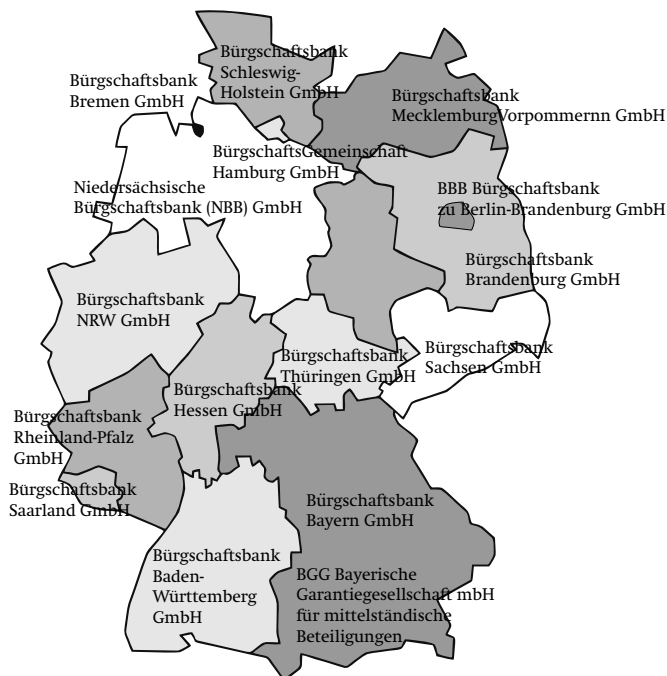 Bürgschaftsbank
Schleswig-
Holstein GmbH
Bürgschaftsbank
Bremen GmbH
Bürgschaftsbank
MecklemburgVorpommernn GmbH
BürgschaftsGemeinschaft
Hamburg GmbH
Niedersächsische
Bürgschaftsbank (NBB) GmbH
BBB Bürgschaftsbank
zu Berlin-Brandenburg GmbH
Bürgschaftsbank
Brandenburg GmbH
Bürgschaftsbank
NRW GmbH
Bürgschaftsbank
Thüringen GmbH
Bürgschaftsbank
Sachsen GmbH
Bürgschaftsbank
Hessen GmbH
Bürgschaftsbank
Rheinland-Pfalz
GmbH
Bürgschaftsbank
Saarland GmbH
Bürgschaftsbank
Bayern GmbH
Bürgschaftsbank
Baden-
Württemberg
GmbH
BGG Bayerische
Garantiegesellschaft mbH
für mittelständische
Beteiligungen